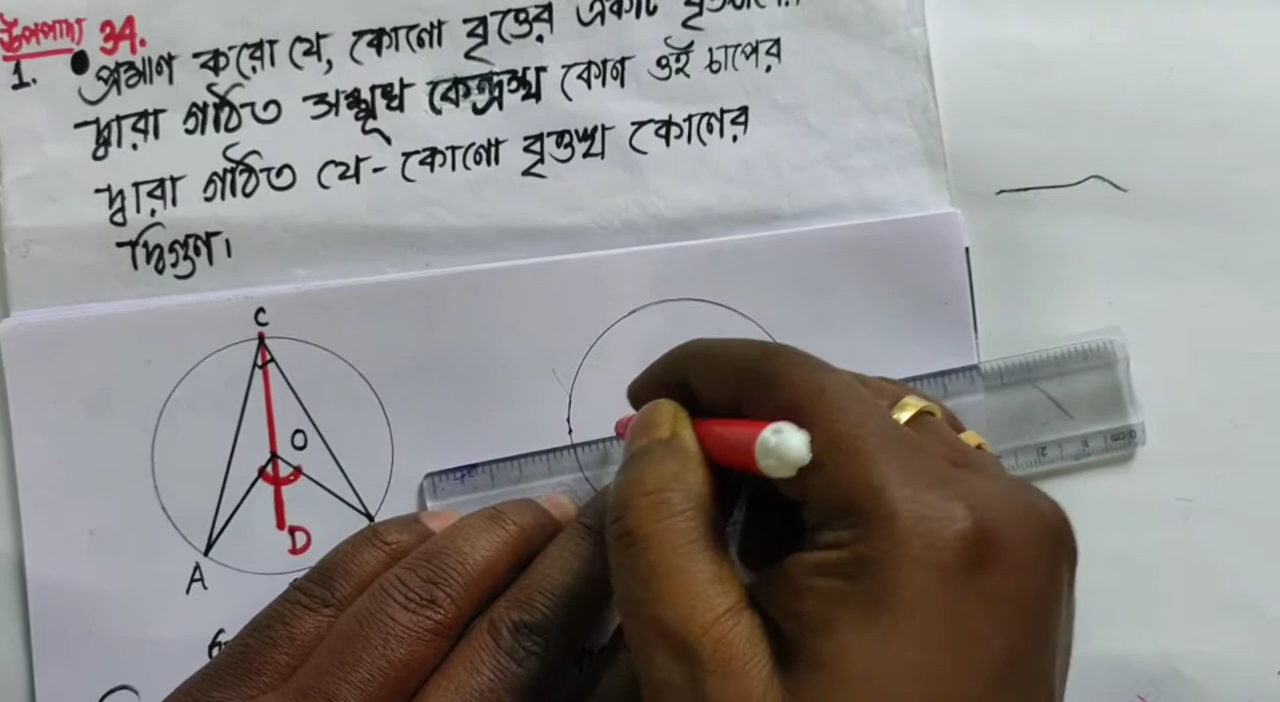 উপপাদ্য 34.
1. প্রমাণ করো যে, কোনো বৃত্তের একটি
দ্বারা গঠিত সম্মুখ কেন্দ্রস্থ কোণ ওই চাপের
দ্বারা গঠিত যে-কোনো বৃত্তস্থ কোণের
দ্বিগুণ।
C
O
D
A